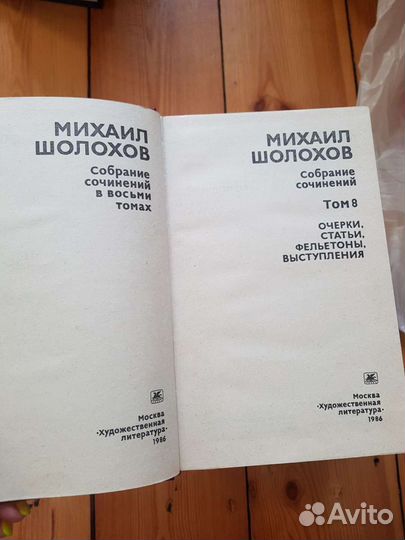 МИХАИЛ
ШОЛОХОВ
Собрание
сочинений
в восьми
томах
Москва
«Художественная
литература»
1986
МИХАИЛ
ШОЛОХОВ
Собрание
сочинений
Том 8
ОЧЕРКИ,
СТАТЬИ,
ФЕЛЬЕТОНЫ,
ВЫСТУПЛЕНИЯ
Москва
«Художественная
литература»
1986
Avito